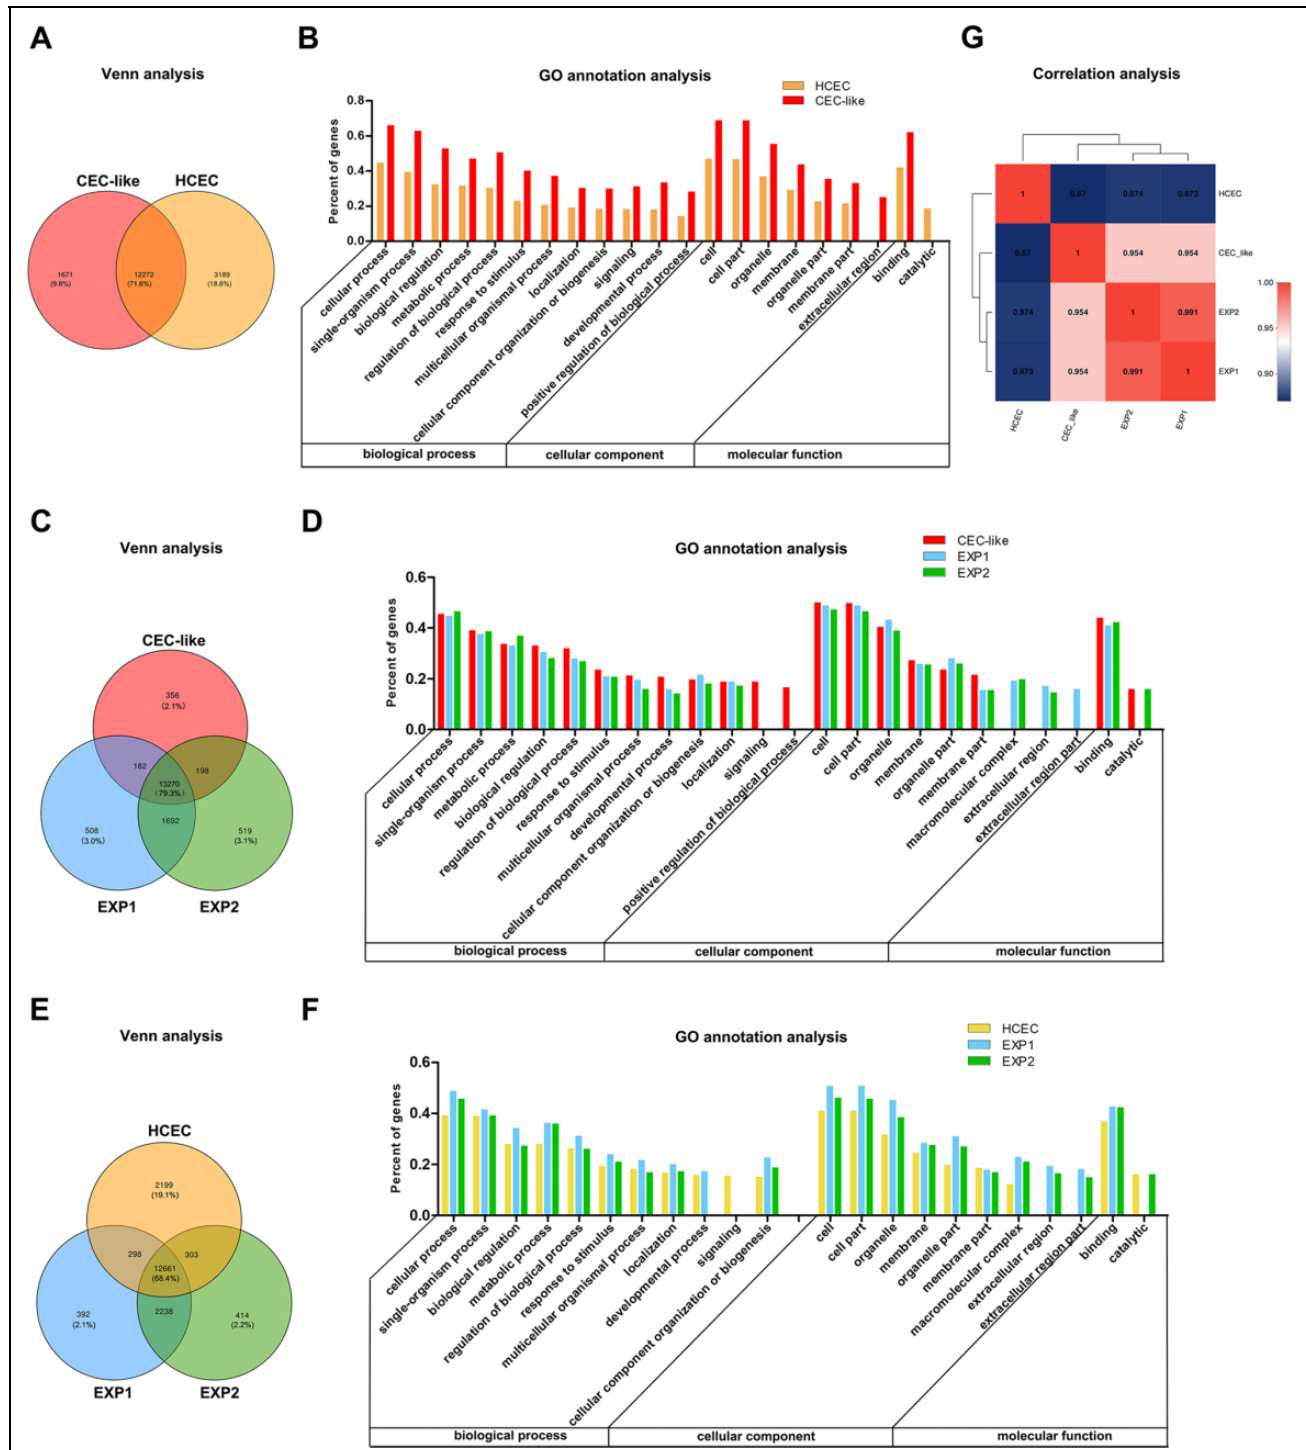 A
Venn analysis
CEC-like
HCEC
1671
(9.8%)
12272
(71.6%)
3189
(18.6%)
B
GO annotation analysis
HCEC
CEC-like
Percent of genes
0.8
0.6
0.4
0.2
0.0
cellular process
single-organism process
biological regulation
metabolic process
regulation of biological process
response to stimulus
multicellular organismal process
localization
cellular component organization or biogenesis
signaling
developmental process
positive regulation of biological process
cell
cell part
organelle
membrane
organelle part
membrane part
extracellular region
binding
catalytic
biological process
cellular component
molecular function
G
Correlation analysis
1
0.87
0.874
0.873
HCEC
0.87
1
0.954
0.954
CEC_like
0.874
0.954
1
0.991
EXP2
0.873
0.954
0.991
1
EXP1
HCEC
CEC_like
EXP2
EXP1
1.00
0.95
0.90
C
Venn analysis
CEC-like
356
(2.1%)
182
198
13270
(79.3%)
1692
508
(3.0%)
519
(3.1%)
EXP1
EXP2
D
GO annotation analysis
CEC-like
EXP1
EXP2
Percent of genes
0.6
0.4
0.2
0.0
cellular process
single-organism process
metabolic process
biological regulation
regulation of biological process
response to stimulus
multicellular organismal process
developmental process
cellular component organization or biogenesis
localization
signaling
positive regulation of biological process
cell
cell part
organelle
membrane
organelle part
membrane part
macromolecular complex
extracellular region
extracellular region part
binding
catalytic
biological process
cellular component
molecular function
E
Venn analysis
HCEC
2199
(19.1%)
298
303
12661
(68.4%)
2238
392
(2.1%)
414
(2.2%)
EXP1
EXP2
F
GO annotation analysis
HCEC
EXP1
EXP2
Percent of genes
0.6
0.4
0.2
0.0
cellular process
single-organism process
biological regulation
metabolic process
regulation of biological process
response to stimulus
multicellular organismal process
localization
developmental process
signaling
cellular component organization or biogenesis
cell
cell part
organelle
membrane
organelle part
membrane part
macromolecular complex
extracellular region
extracellular region part
binding
catalytic
biological process
cellular component
molecular function